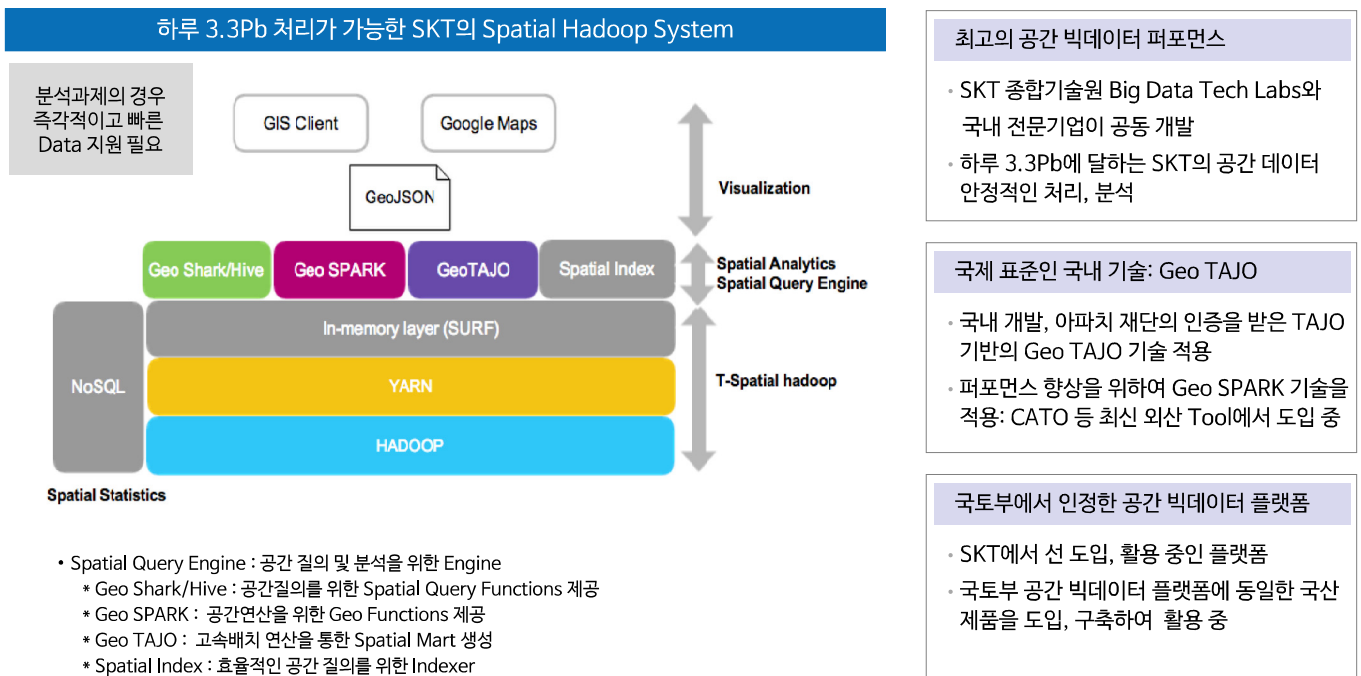 하루 3.3Pb 처리가 가능한 SKT의 Spatial Hadoop System
분석과제의 경우
즉각적이고 빠른
Data 지원 필요
GIS Client
Google Maps
GeoJSON
Visualization
Geo Shark/Hive
Geo SPARK
GeoTAJO
Spatial Index
Spatial Analytics
Spatial Query Engine
NoSQL
In-memory layer (SURF)
YARN
HADOOP
T-Spatial hadoop
Spatial Statistics
• Spatial Query Engine : 공간 질의 및 분석을 위한 Engine
* Geo Shark/Hive : 공간질의를 위한 Spatial Query Functions 제공
* Geo SPARK : 공간연산을 위한 Geo Functions 제공
* Geo TAJO : 고속배치 연산을 통한 Spatial Mart 생성
* Spatial Index : 효율적인 공간 질의를 위한 Indexer
최고의 공간 빅데이터 퍼포먼스
• SKT 종합기술원 Big Data Tech Labs와
국내 전문기업이 공동 개발
• 하루 3.3Pb에 달하는 SKT의 공간 데이터
안정적인 처리, 분석
국제 표준인 국내 기술: Geo TAJO
• 국내 개발, 아파치 재단의 인증을 받은 TAJO
기반의 Geo TAJO 기술 적용
• 퍼포먼스 향상을 위하여 Geo SPARK 기술을
적용: CATO 등 최신 외산 Tool에서 도입 중
국토부에서 인정한 공간 빅데이터 플랫폼
• SKT에서 선 도입, 활용 중인 플랫폼
• 국토부 공간 빅데이터 플랫폼에 동일한 국산
제품을 도입, 구축하여 활용 중